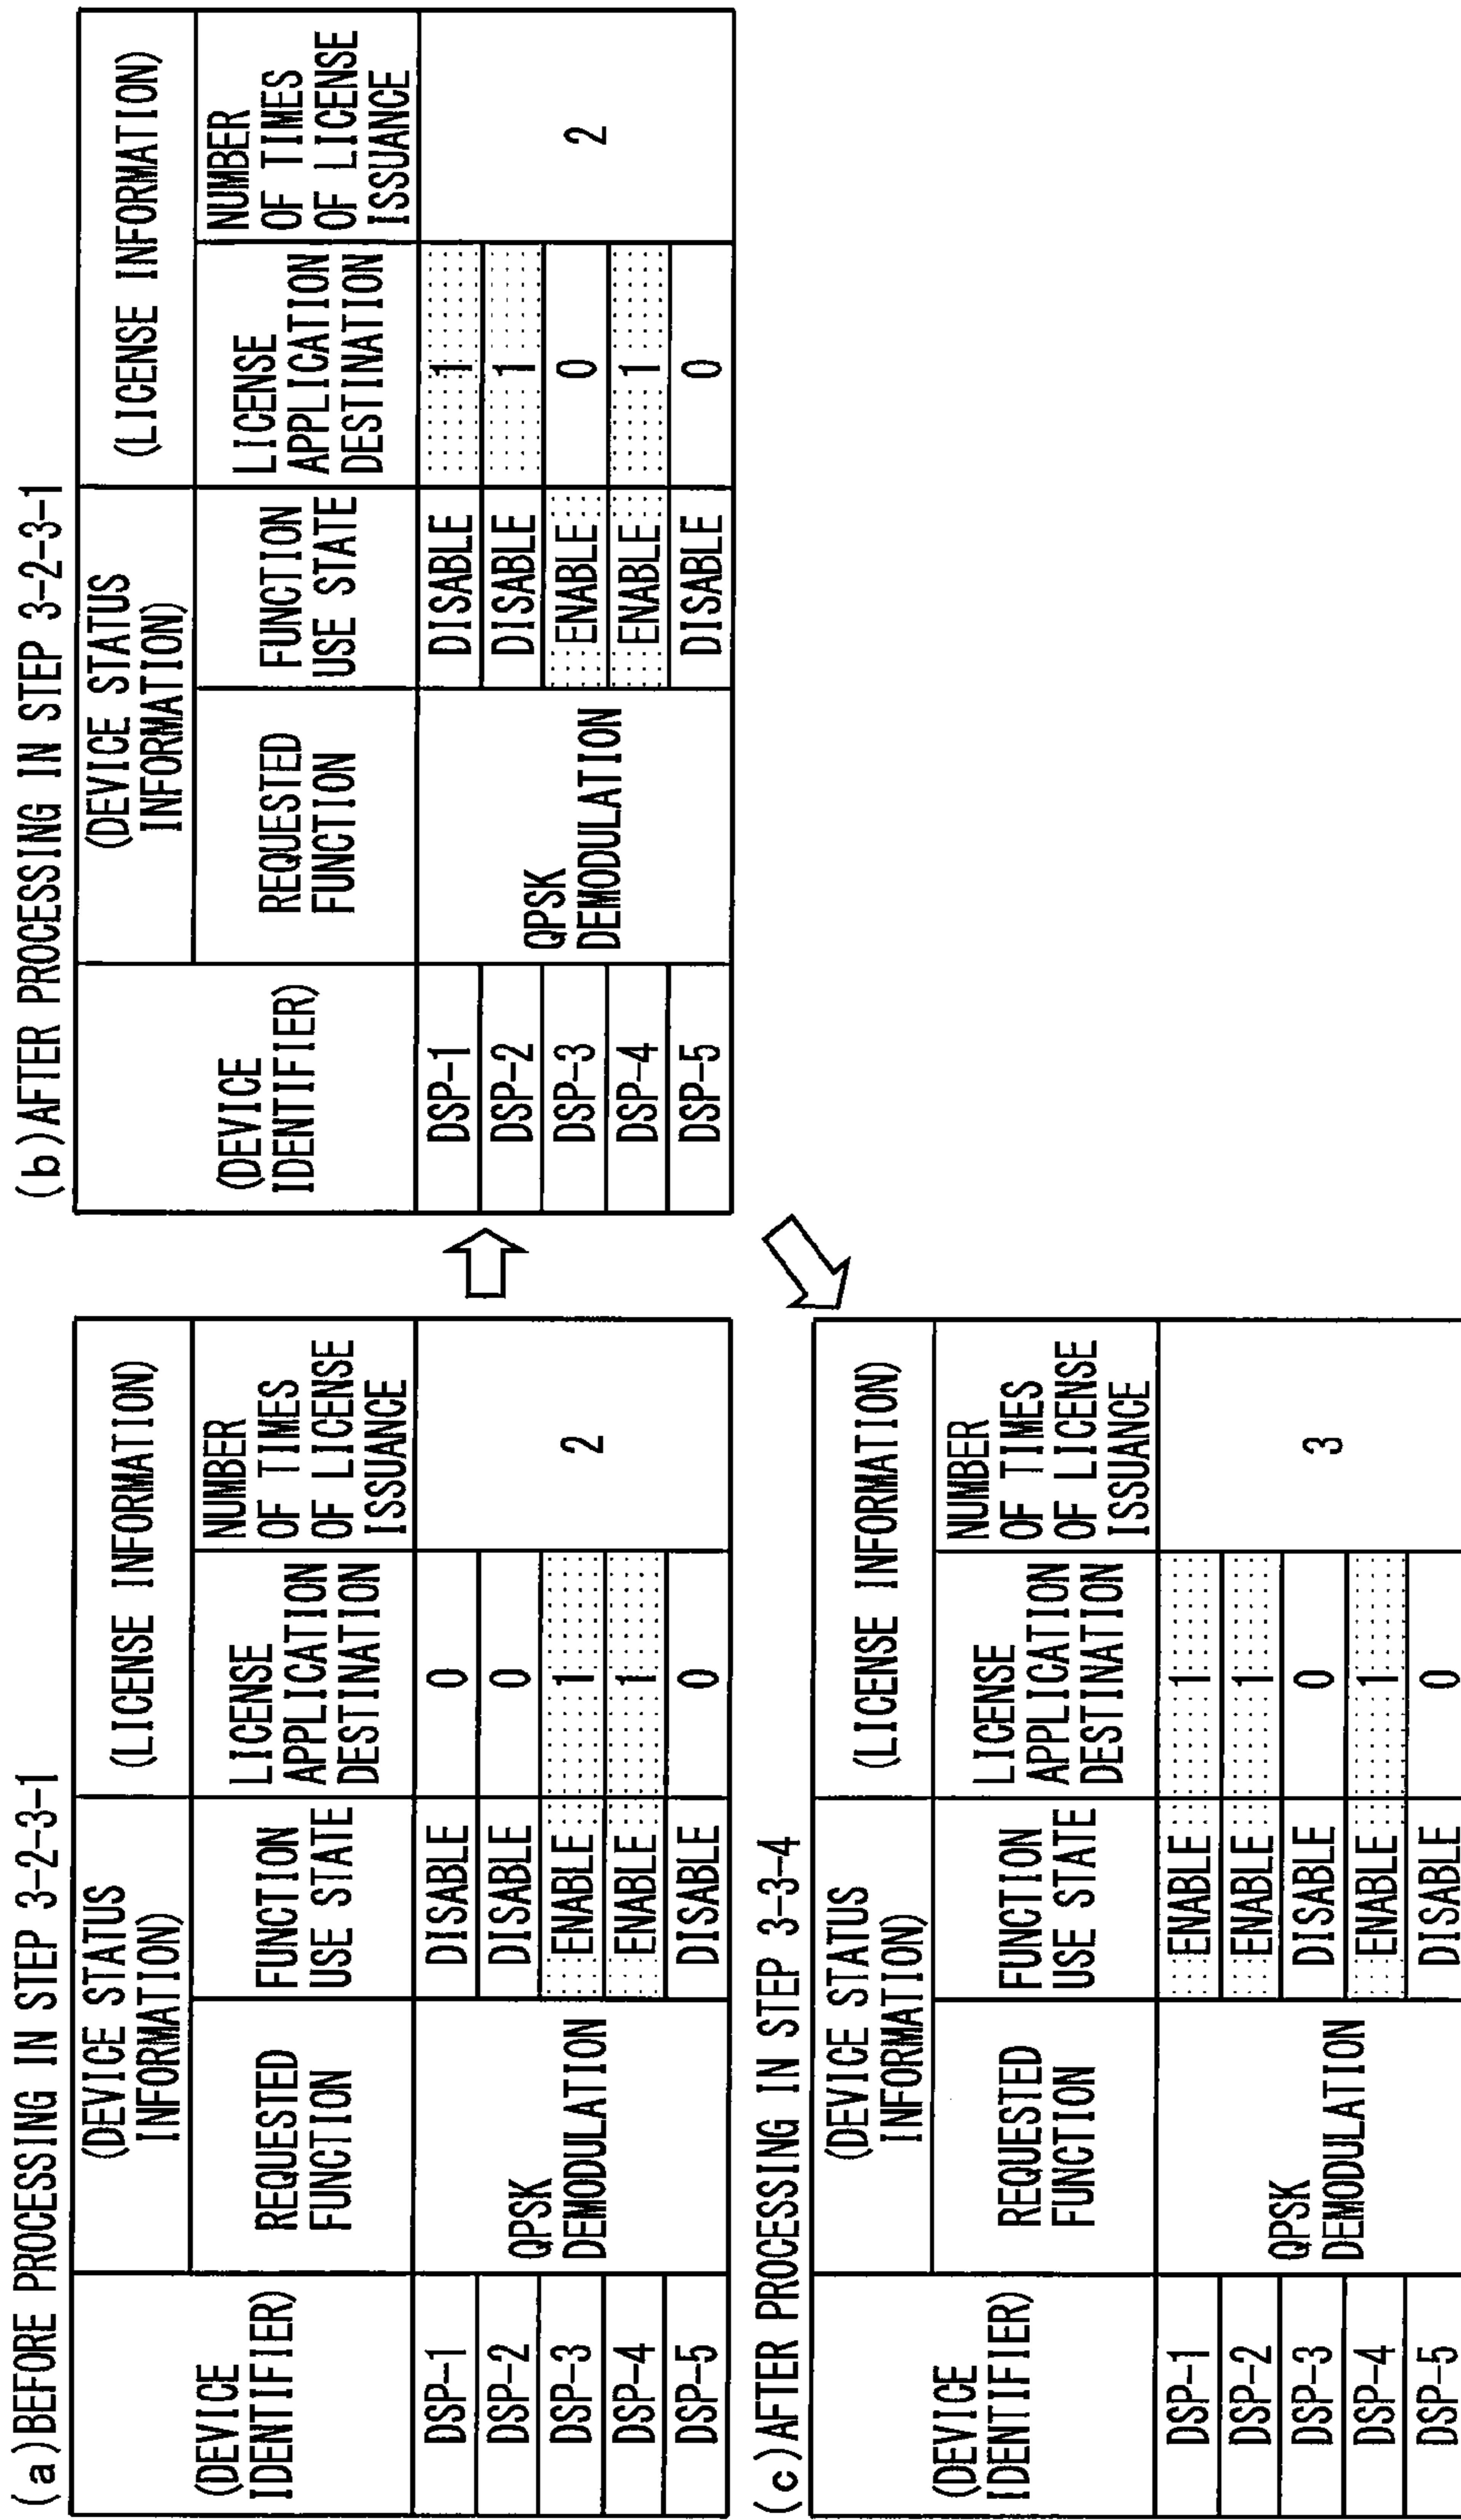 (a)BEFORE PROCESSING IN STEP 3-2-3-1
(DEVICE
IDENTIFIER)
(DEVICE STATUS
INFORMATION)
(LICENSE INFORMATION)
REQUESTED
FUNCTION
FUNCTION
USE STATE
LICENSE
APPLICATION
DESTINATION
NUMBER
OF TIMES
OF LICENSE
ISSUANCE
DSP-1 DISABLE 0
DSP-2 DISABLE 0
DSP-3 ENABLE 1
DSP-4 ENABLE 1
DSP-5 DISABLE 0
QPSK
DEMODULATION
2
(b)AFTER PROCESSING IN STEP 3-2-3-1
(DEVICE
IDENTIFIER)
(DEVICE STATUS
INFORMATION)
(LICENSE INFORMATION)
REQUESTED
FUNCTION
FUNCTION
USE STATE
LICENSE
APPLICATION
DESTINATION
NUMBER
OF TIMES
OF LICENSE
ISSUANCE
DSP-1 DISABLE 1
DSP-2 DISABLE 1
DSP-3 ENABLE 0
DSP-4 ENABLE 1
DSP-5 DISABLE 0
QPSK
DEMODULATION
2
(c)AFTER PROCESSING IN STEP 3-3-4
(DEVICE
IDENTIFIER)
(DEVICE STATUS
INFORMATION)
(LICENSE INFORMATION)
REQUESTED
FUNCTION
FUNCTION
USE STATE
LICENSE
APPLICATION
DESTINATION
NUMBER
OF TIMES
OF LICENSE
ISSUANCE
DSP-1 ENABLE 1
DSP-2 ENABLE 1
DSP-3 DISABLE 0
DSP-4 ENABLE 1
DSP-5 DISABLE 0
QPSK
DEMODULATION
3